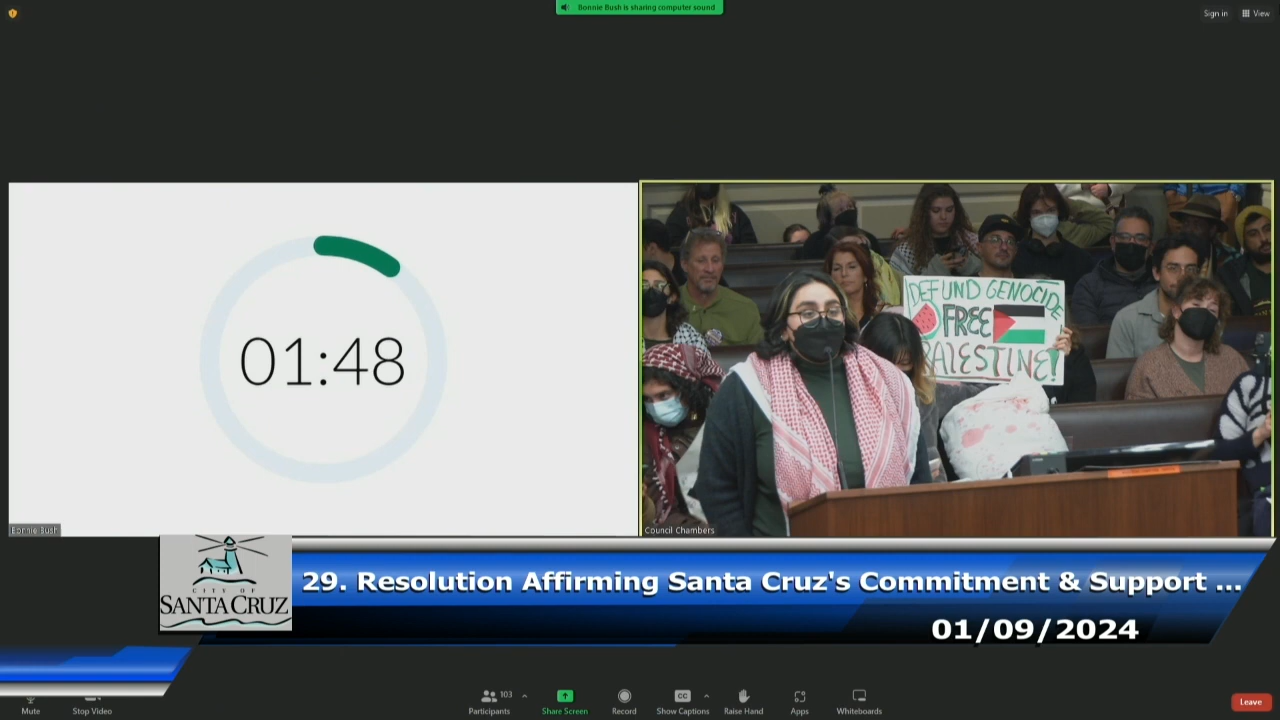 Bonnie Bush is sharing computer sound
Sign in
View
01:48
DEFUND GENOCIDE
FREE
PALESTINE!
Bonnie Bush
Council Chambers
CITY OF
SANTA CRUZ
29. Resolution Affirming Santa Cruz's Commitment & Support ...
01/09/2024
Mute
Stop Video
Participants
103
Share Screen
CC
Record
Show Captions
Raise Hand
Apps
Whiteboards
Leave